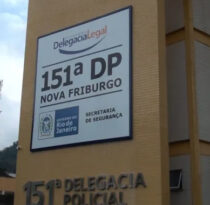 DelegaciaLegal
151ª DP
NOVA FRIBURGO
GOVERNO DO
Rio de Janeiro
SECRETARIA
DE SEGURANÇA
151ª DELEGACIA
POLICIAL